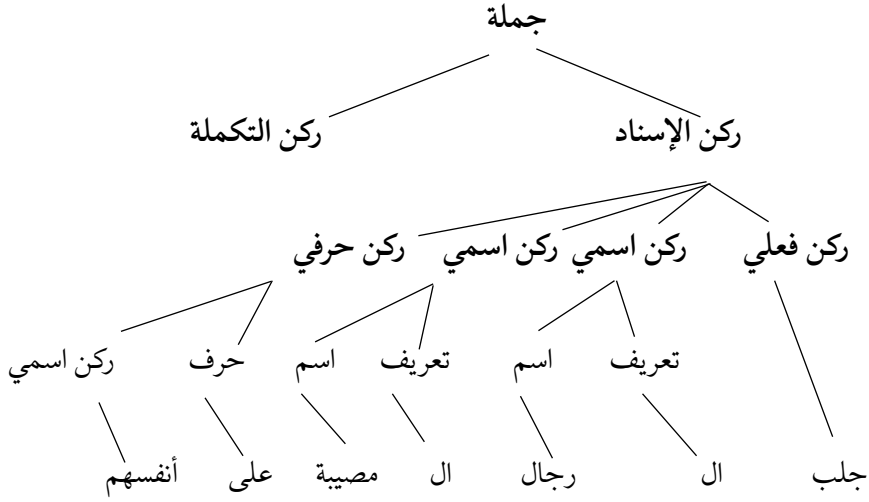 جملة
ركن الإسناد ركن التكملة
ركن فعلي ركن اسمي ركن اسمي ركن حرفي
تعريف اسم تعريف اسم حرف ركن اسمي
جلب ال رجال ال مصيبة على أنفسهم